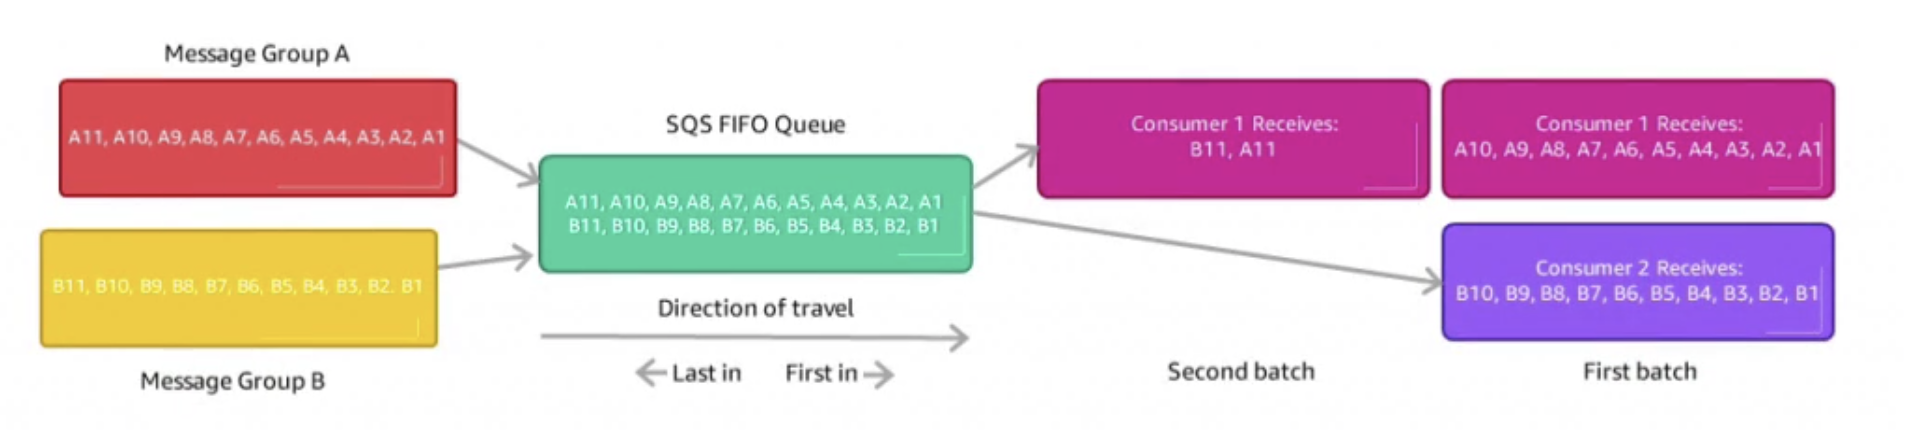 Message Group A
A11, A10, A9, A8, A7, A6, A5, A4, A3, A2, A1
B11, B10, B9, B8, B7, B6, B5, B4, B3, B2. B1
Message Group B
SQS FIFO Queue
A11, A10, A9, A8, A7, A6, A5, A4, A3, A2, A1
B11, B10, B9, B8, B7, B6, B5, B4, B3, B2, B1
Direction of travel
Last in
First in
Consumer 1 Receives:
B11, A11
Second batch
Consumer 1 Receives:
A10, A9, A8, A7, A6, A5, A4, A3, A2, A1
Consumer 2 Receives:
B10, B9, B8, B7, B6, B5, B4, B3, B2, B1
First batch